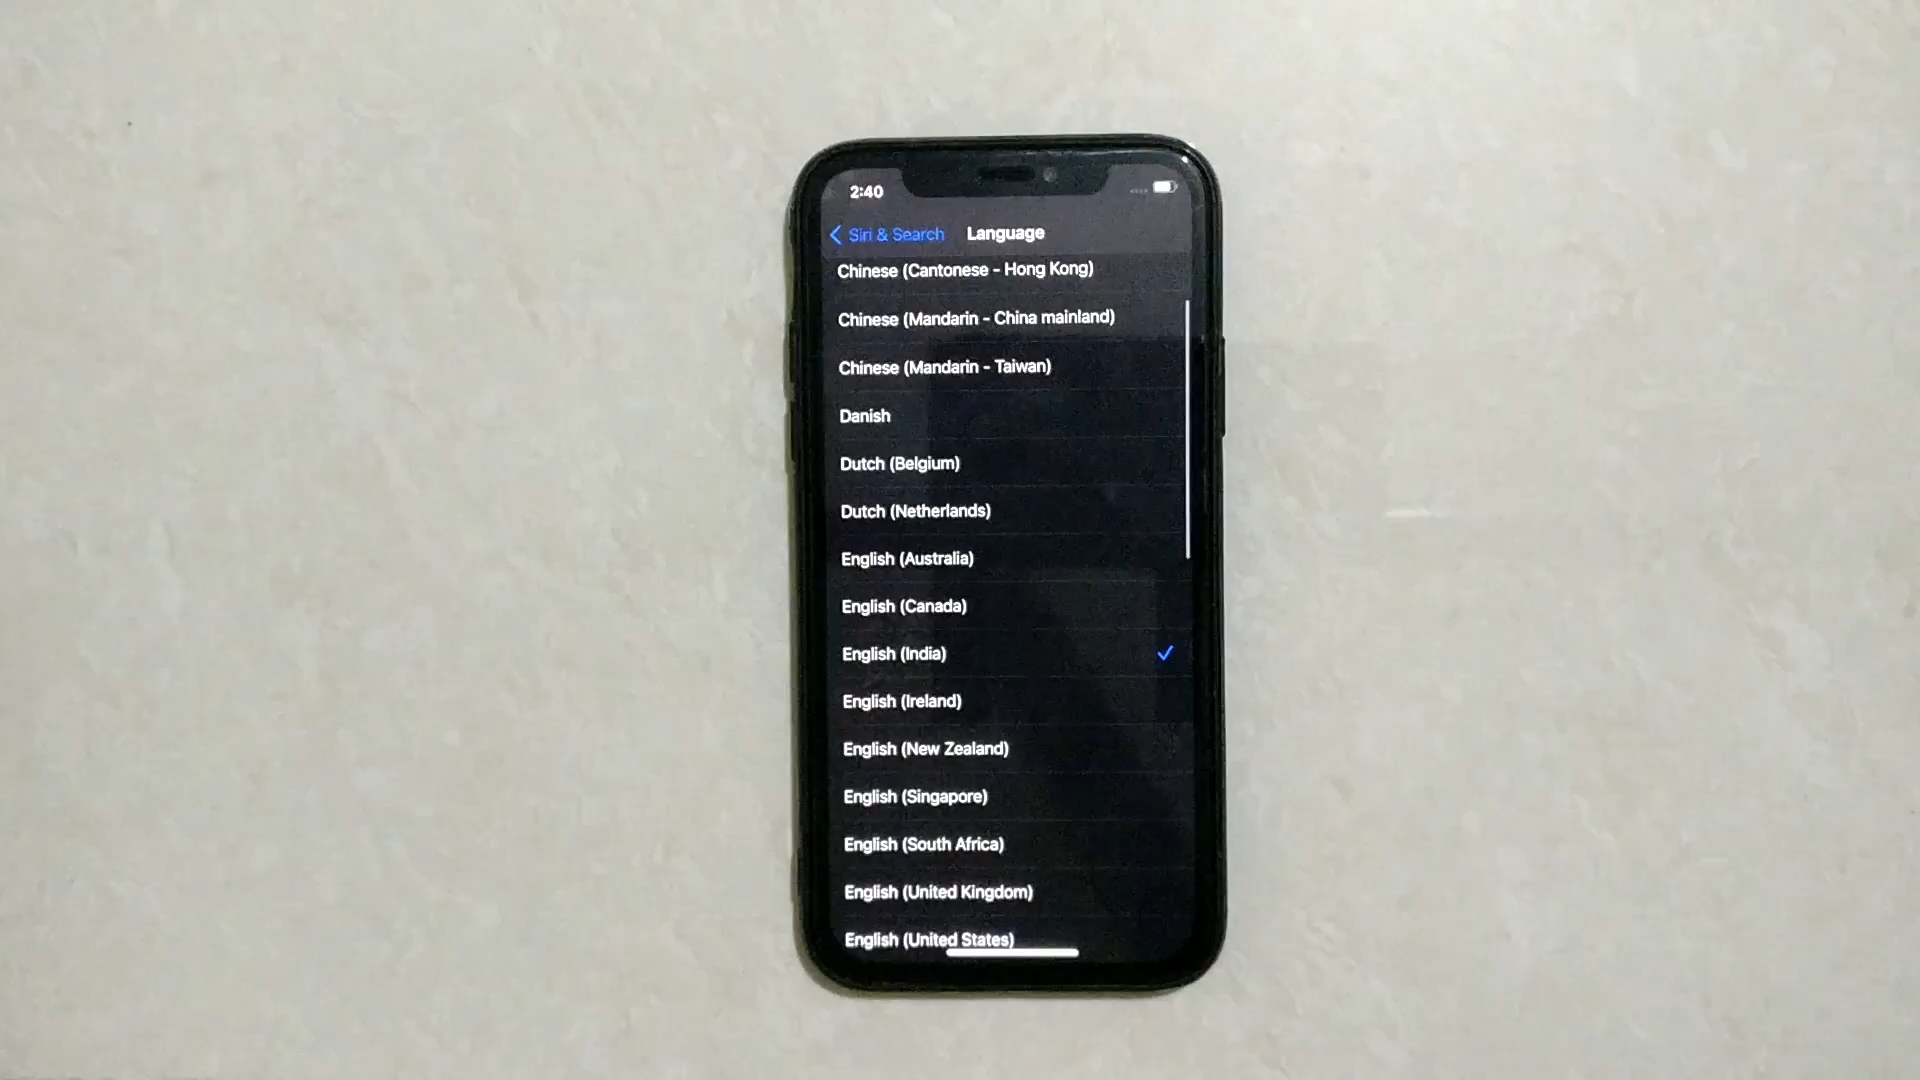 2:40
Siri & Search Language
Chinese (Cantonese - Hong Kong)
Chinese (Mandarin - China mainland)
Chinese (Mandarin - Taiwan)
Danish
Dutch (Belgium)
Dutch (Netherlands)
English (Australia)
English (Canada)
English (India)
English (Ireland)
English (New Zealand)
English (Singapore)
English (South Africa)
English (United Kingdom)
English (United States)